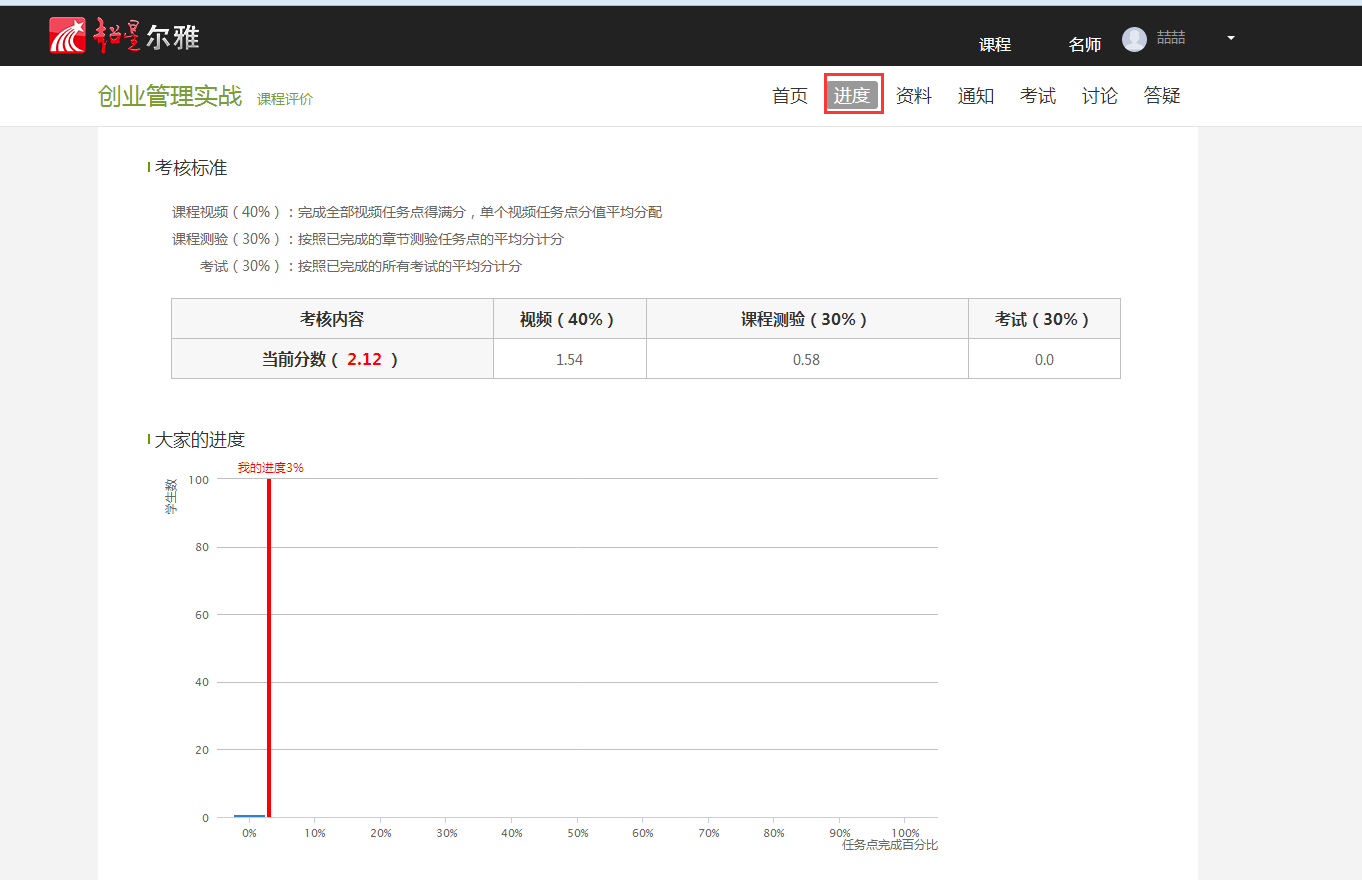 超星尔雅
课程 名师 喆喆
创业管理实战 课程评价
首页 进度 资料 通知 考试 讨论 答疑
考核标准
课程视频（40%）：完成全部视频任务点得满分，单个视频任务点分值平均分配
课程测验（30%）：按照已完成的章节测验任务点的平均分计分
考试（30%）：按照已完成的所有考试的平均分计分
考核内容 视频（40%） 课程测验（30%） 考试（30%）
当前分数（ 2.12 ） 1.54 0.58 0.0
大家的进度
我的进度3%
学生数
100
80
60
40
20
0
0% 10% 20% 30% 40% 50% 60% 70% 80% 90% 100%
任务点完成百分比